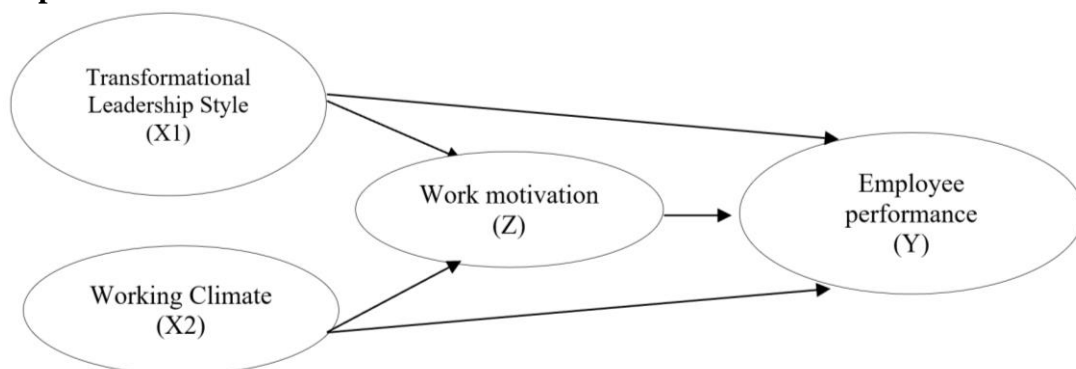 Transformational
Leadership Style
(X1)
Work motivation
(Z)
Employee
performance
(Y)
Working Climate
(X2)